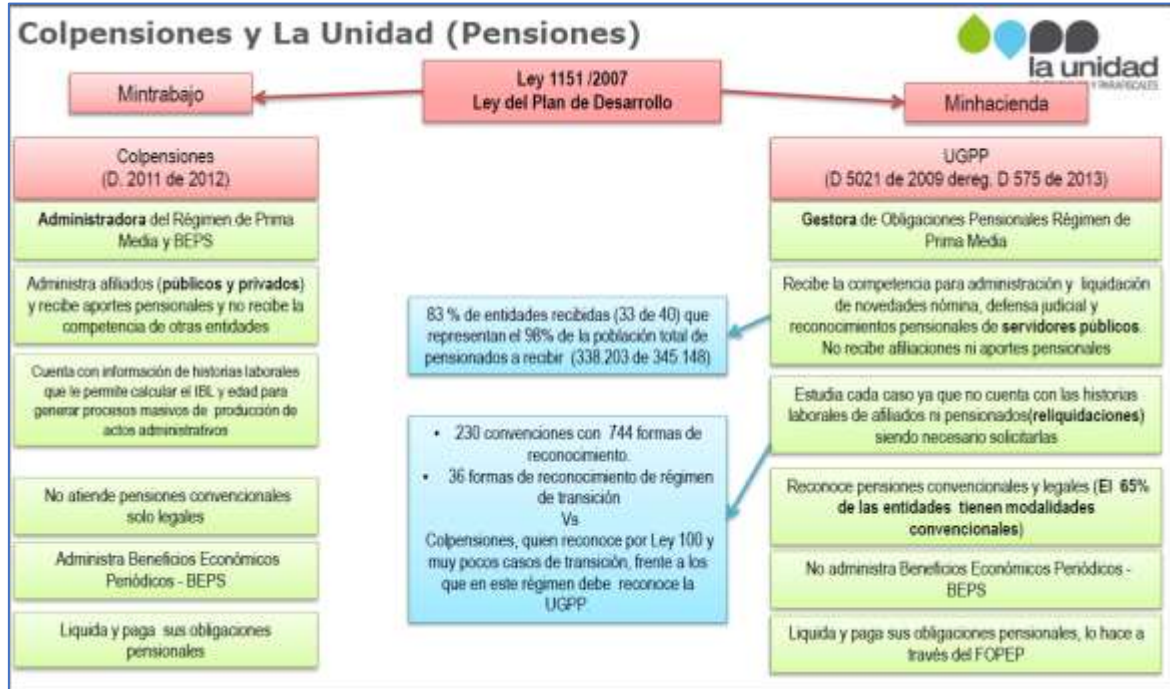 Colpensiones y La Unidad (Pensiones)
la unidad
Y PARAFISCALES
Mintrabajo
Ley 1151 /2007
Ley del Plan de Desarrollo
Minhacienda
Colpensiones
(D. 2011 de 2012)
Administradora del Régimen de Prima
Media y BEPS
Administra afiliados (públicos y privados)
y recibe aportes pensionales y no recibe la
competencia de otras entidades
Cuenta con información de historias laborales
que le permite calcular el IBL y edad para
generar procesos masivos de producción de
actos administrativos
No atiende pensiones convencionales
solo legales
Administra Beneficios Económicos
Periódicos - BEPS
Liquida y paga sus obligaciones
pensionales
83 % de entidades recibidas (33 de 40) que
representan el 98% de la población total de
pensionados a recibir (338.203 de 345.148)
• 230 convenciones con 744 formas de
reconocimiento.
• 36 formas de reconocimiento de régimen
de transición
Vs
Colpensiones, quien reconoce por Ley 100 y
muy pocos casos de transición, frente a los
que en este régimen debe reconoce la
UGPP
UGPP
(D 5021 de 2009 dereg. D 575 de 2013)
Gestora de Obligaciones Pensionales Régimen de
Prima Media
Recibe la competencia para administración y liquidación
de novedades nómina, defensa judicial y
reconocimientos pensionales de servidores públicos.
No recibe afiliaciones ni aportes pensionales
Estudia cada caso ya que no cuenta con las historias
laborales de afiliados ni pensionados(reliquidaciones)
siendo necesario solicitarlas
Reconoce pensiones convencionales y legales (El 65%
de las entidades tienen modalidades
convencionales)
No administra Beneficios Económicos Periódicos -
BEPS
Liquida y paga sus obligaciones pensionales, lo hace a
través del FOPEP